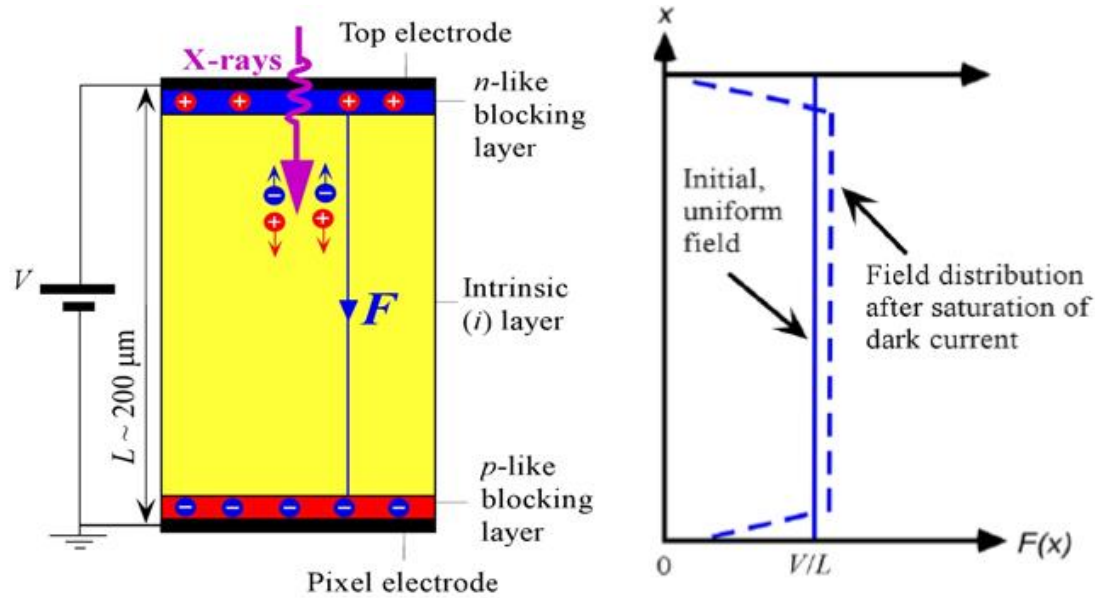 Top electrode
X-rays
n-like
blocking
layer
+
+
+
+
−
−
+
+
V
L ~ 200 μm
F
Intrinsic
(i) layer
p-like
blocking
layer
−
−
−
−
−
Pixel electrode
x
Initial,
uniform
field
Field distribution
after saturation of
dark current
0
V/L
F(x)